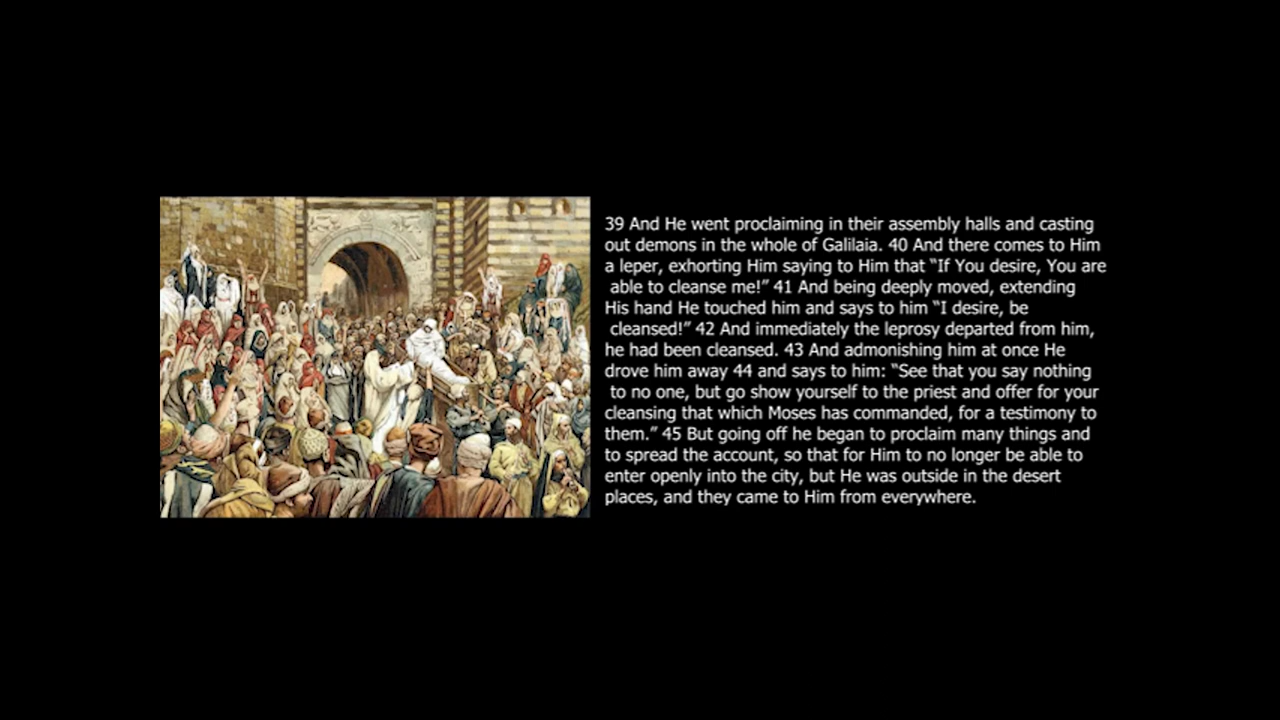 39 And He went proclaiming in their assembly halls and casting
out demons in the whole of Galilaia. 40 And there comes to Him
a leper, exhorting Him saying to Him that “If You desire, You are
able to cleanse me!” 41 And being deeply moved, extending
His hand He touched him and says to him “I desire, be
cleansed!” 42 And immediately the leprosy departed from him,
he had been cleansed. 43 And admonishing him at once He
drove him away 44 and says to him: “See that you say nothing
to no one, but go show yourself to the priest and offer for your
cleansing that which Moses has commanded, for a testimony to
them.” 45 But going off he began to proclaim many things and
to spread the account, so that for Him to no longer be able to
enter openly into the city, but He was outside in the desert
places, and they came to Him from everywhere.